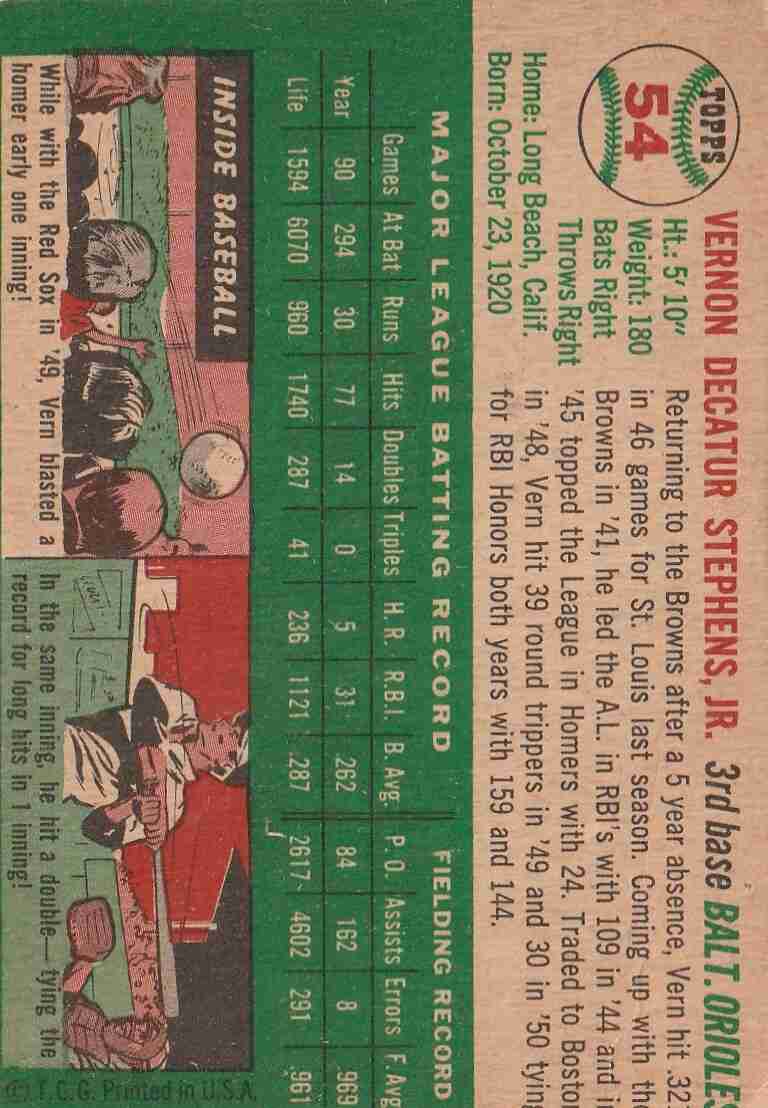 TOPPS
54
VERNON DECATUR STEPHENS, JR. 3rd base BALT. ORIOLES
Ht.: 5' 10"
Weight: 180
Bats Right
Throws Right
Home: Long Beach, Calif.
Born: October 23, 1920
Returning to the Browns after a 5 year absence, Vern hit .32
in 46 games for St. Louis last season. Coming up with th
Browns in '41, he led the A.L. in RBI's with 109 in '44 and i
'45 topped the League in Homers with 24. Traded to Bosto
in '48, Vern hit 39 round trippers in '49 and 30 in '50 tyin
for RBI Honors both years with 159 and 144.
MAJOR LEAGUE BATTING RECORD FIELDING RECORD
Games At Bat Runs Hits Doubles Triples H. R. R.B.I. B. Avg. P. O. Assists Errors F. Avg
Year 90 294 30 77 14 0 5 31 .262 84 162 8 .969
Life 1594 6070 960 1740 287 41 236 1121 .287 2617 4602 291 .961
INSIDE BASEBALL
While with the Red Sox in '49, Vern blasted a
homer early one inning!
In the same inning, he hit a double—tying the
record for long hits in 1 inning!
© T.C.G. Printed in U.S.A.